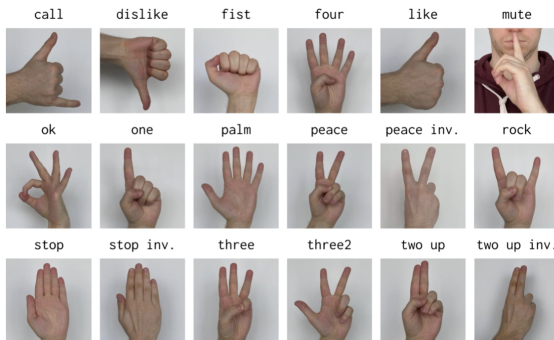 call dislike fist four like mute
ok one palm peace peace inv. rock
stop stop inv. three three2 two up two up inv.